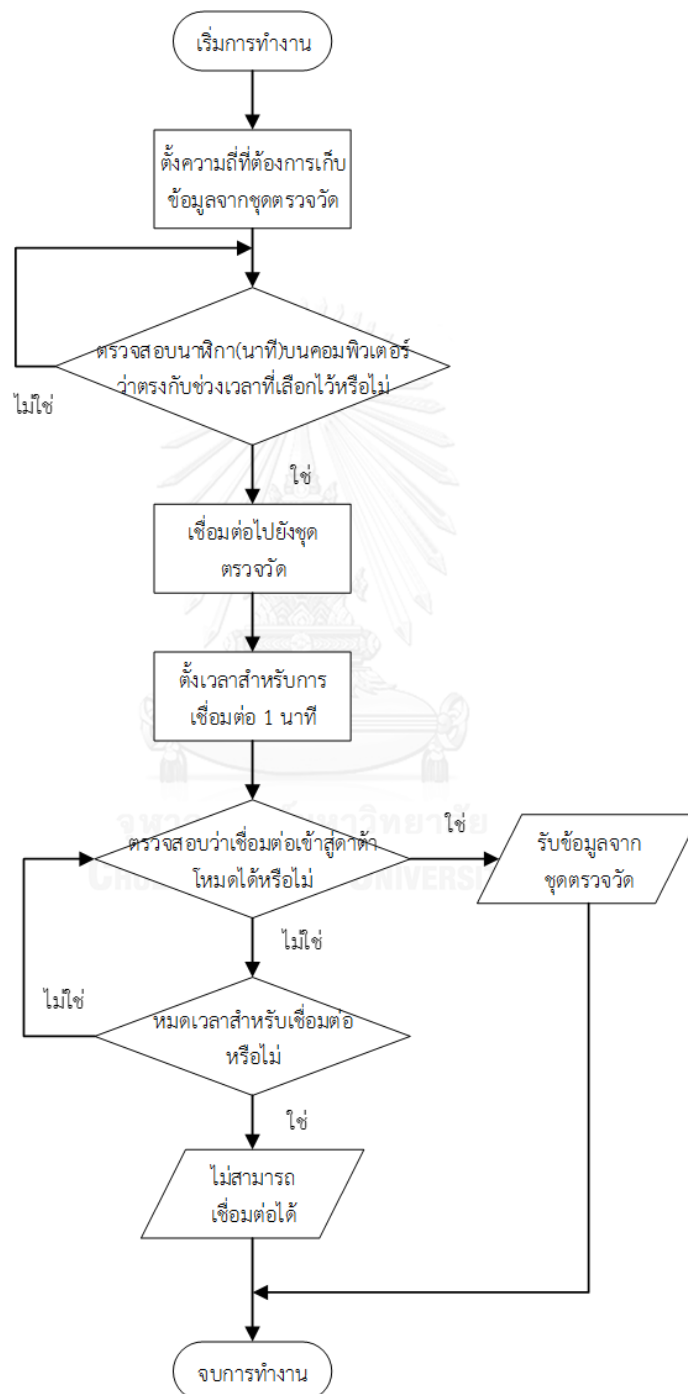 เริ่มการทำงาน
ตั้งความถี่ที่ต้องการเก็บ
ข้อมูลจากชุดตรวจวัด
ตรวจสอบนาฬิกา(นาที)บนคอมพิวเตอร์
ว่าตรงกับช่วงเวลาที่เลือกไว้หรือไม่
ไม่ใช่
ใช่
เชื่อมต่อไปยังชุด
ตรวจวัด
ตั้งเวลาสำหรับการ
เชื่อมต่อ 1 นาที
ตรวจสอบว่าเชื่อมต่อเข้าสู่ดาต้า
โหมดได้หรือไม่
ใช่
รับข้อมูลจาก
ชุดตรวจวัด
ไม่ใช่
ไม่ใช่
หมดเวลาสำหรับเชื่อมต่อ
หรือไม่
ใช่
ไม่สามารถ
เชื่อมต่อได้
จบการทำงาน